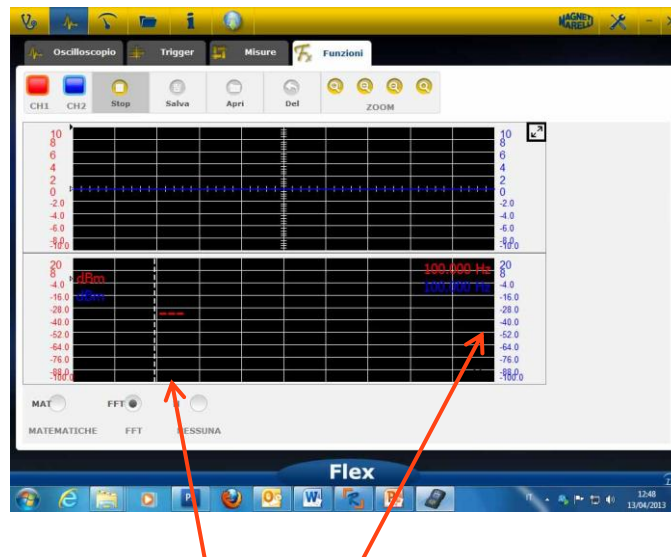 MAGNETI MARELLI
Oscilloscopio Trigger Misure Fx Funzioni
CH1 CH2 Stop Salva Apri Del ZOOM
10 10
8 8
6 6
4 4
2 2
0 0
-2.0 -2.0
-4.0 -4.0
-6.0 -6.0
-8.0 -8.0
-10.0 -10.0
20 20
8 dBm 100.000 Hz 8
-4.0 dBm 100.000 Hz -4.0
-16.0 -16.0
-28.0 -28.0
-40.0 -40.0
-52.0 -52.0
-64.0 -64.0
-76.0 -76.0
-88.0 -88.0
-100.0 -100.0
MAT FFT
MATEMATICHE FFT NESSUNA
Flex
IT 12:48
13/04/2013